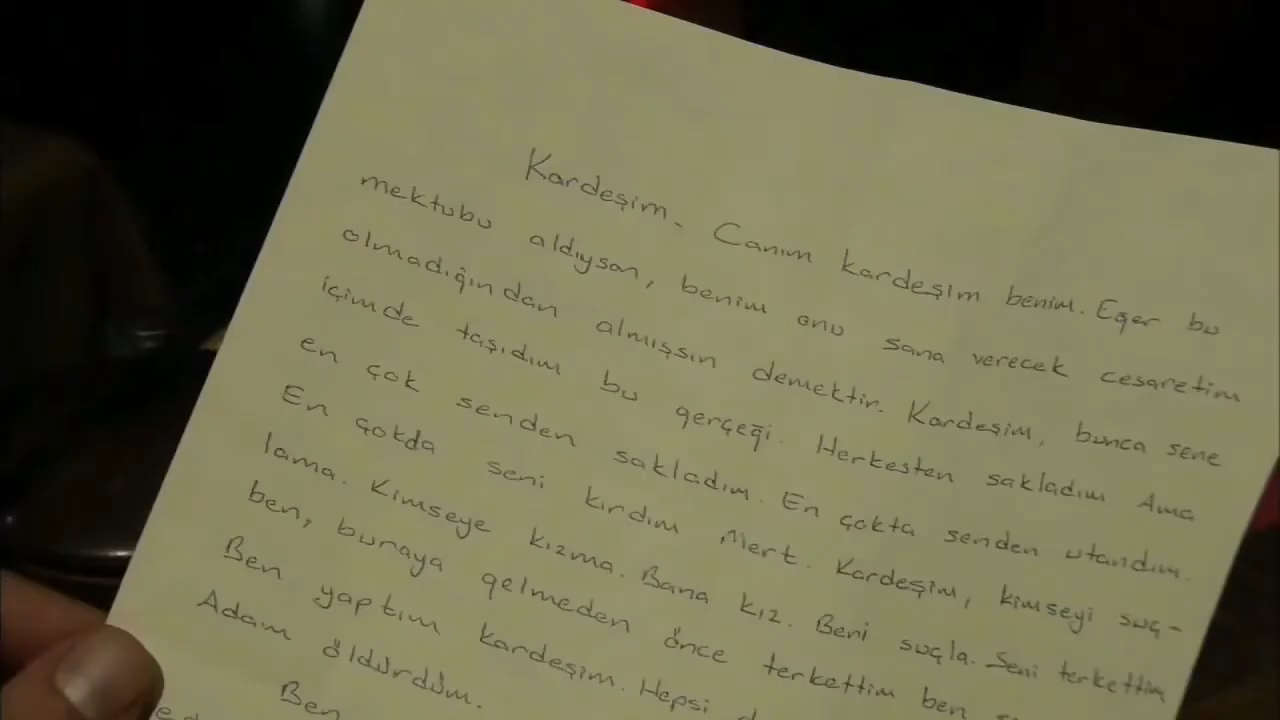 Kardeşim. Canım kardeşim benim. Eğer bu
mektubu aldıysan, benim onu sana verecek cesaretim
olmadığından almışsın demektir. Kardeşim, bunca sene
içimde taşıdım bu gerçeği. Herkesten sakladım Ama
en çok senden sakladım. En çokta senden utandım.
En çokda seni kırdım Mert. Kardeşim, kimseyi suç-
lama. Kimseye kızma. Bana kız. Beni suçla. Seni terkettim
ben, buraya gelmeden önce terkettim ben
Ben yaptım kardeşim. Hepsi
Adam öldürdüm.
Ben